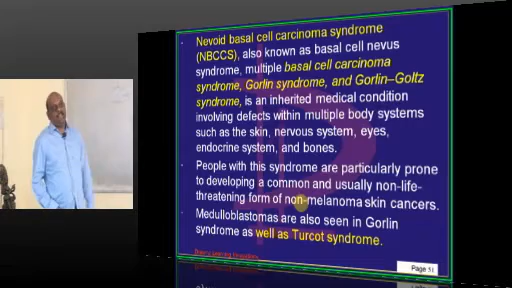 Nevoid basal cell carcinoma syndrome
(NBCCS), also known as basal cell nevus
syndrome, multiple basal cell carcinoma
syndrome, Gorlin syndrome, and Gorlin–Goltz
syndrome, is an inherited medical condition
involving defects within multiple body systems
such as the skin, nervous system, eyes,
endocrine system, and bones.
People with this syndrome are particularly prone
to developing a common and usually non-life-
threatening form of non-melanoma skin cancers.
Medulloblastomas are also seen in Gorlin
syndrome as well as Turcot syndrome.
Page 51